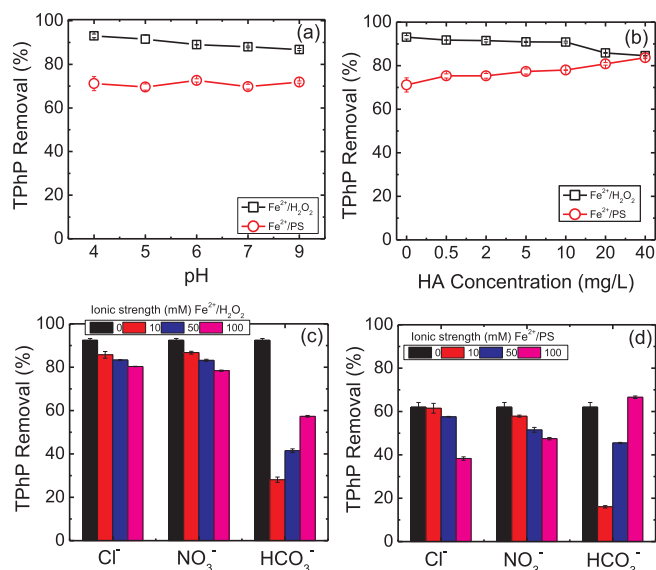 (a)
TPhP Removal (%)
100
80
60
40
20
0
Fe²⁺/H₂O₂
Fe²⁺/PS
4 5 6 7 9
pH
(b)
TPhP Removal (%)
100
80
60
40
20
0
Fe²⁺/H₂O₂
Fe²⁺/PS
0 0.5 2 5 10 20 40
HA Concentration (mg/L)
Ionic strength (mM) Fe²⁺/H₂O₂
0 10 50 100
(c)
TPhP Removal (%)
100
80
60
40
20
0
Cl⁻ NO₃⁻ HCO₃⁻
(d)
Ionic strength (mM) Fe²⁺/PS
0 10 50 100
TPhP Removal (%)
100
80
60
40
20
0
Cl⁻ NO₃⁻ HCO₃⁻